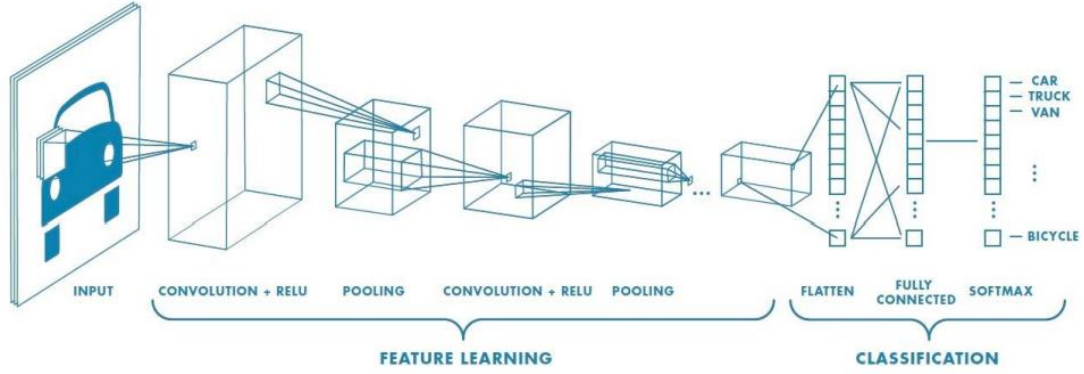 CAR
TRUCK
VAN
BICYCLE
INPUT
CONVOLUTION + RELU
POOLING
CONVOLUTION + RELU
POOLING
FLATTEN
FULLY
CONNECTED
SOFTMAX
FEATURE LEARNING
CLASSIFICATION